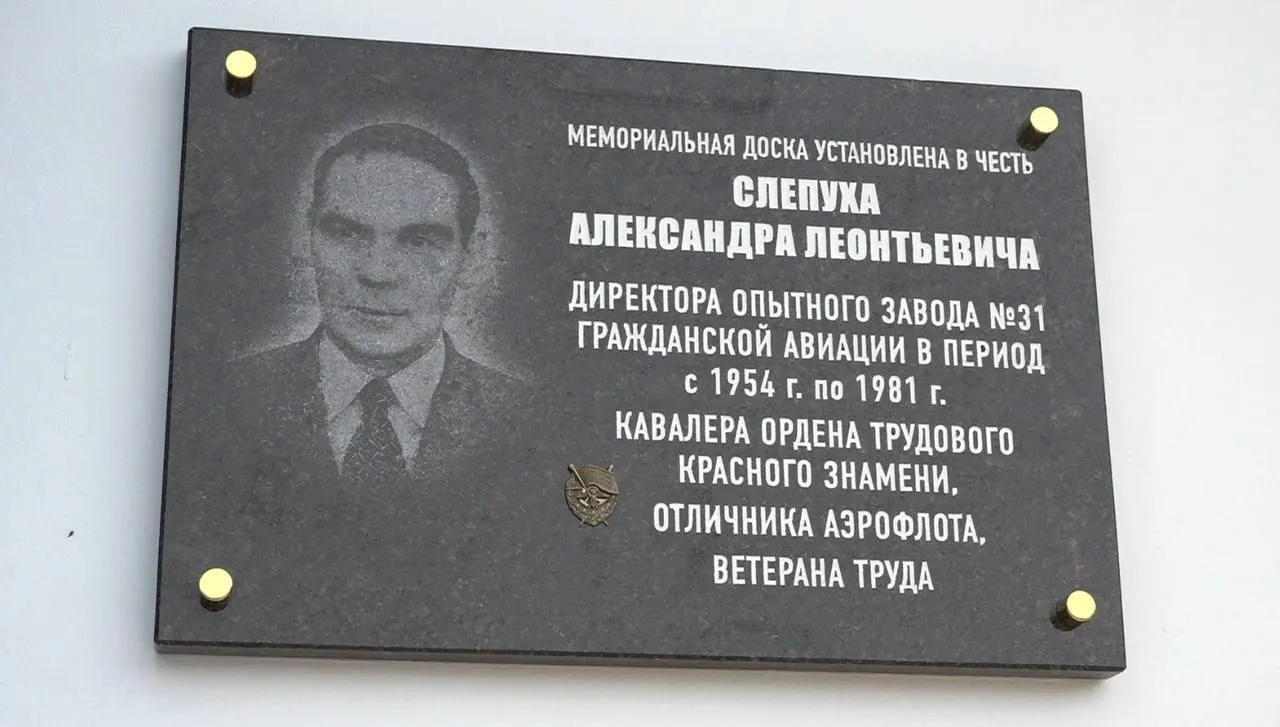 МЕМОРИАЛЬНАЯ ДОСКА УСТАНОВЛЕНА В ЧЕСТЬ
СЛЕПУХА
АЛЕКСАНДРА ЛЕОНТЬЕВИЧА
ДИРЕКТОРА ОПЫТНОГО ЗАВОДА №31
ГРАЖДАНСКОЙ АВИАЦИИ В ПЕРИОД
с 1954 г. по 1981 г.
КАВАЛЕРА ОРДЕНА ТРУДОВОГО
КРАСНОГО ЗНАМЕНИ,
ОТЛИЧНИКА АЭРОФЛОТА,
ВЕТЕРАНА ТРУДА